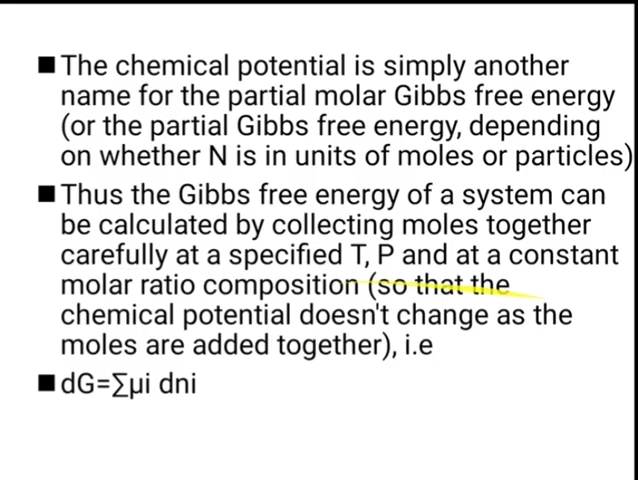 ■ The chemical potential is simply another
name for the partial molar Gibbs free energy
(or the partial Gibbs free energy, depending
on whether N is in units of moles or particles)
■ Thus the Gibbs free energy of a system can
be calculated by collecting moles together
carefully at a specified T, P and at a constant
molar ratio composition (so that the
chemical potential doesn't change as the
moles are added together), i.e
■ dG=∑μi dni